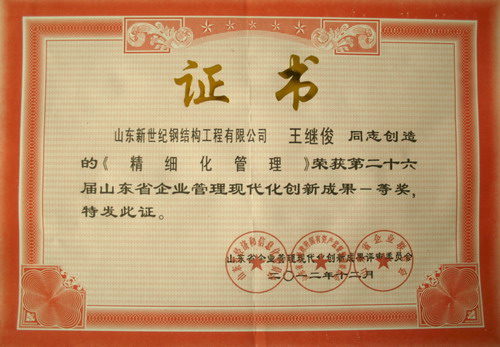 证书
山东新世纪钢结构工程有限公司 王继俊 同志创造
的《 精细化管理 》荣获第二十六
届山东省企业管理现代化创新成果一等奖,
特发此证。
山东省企业管理现代化创新成果评审委员会
二〇一二年十二月